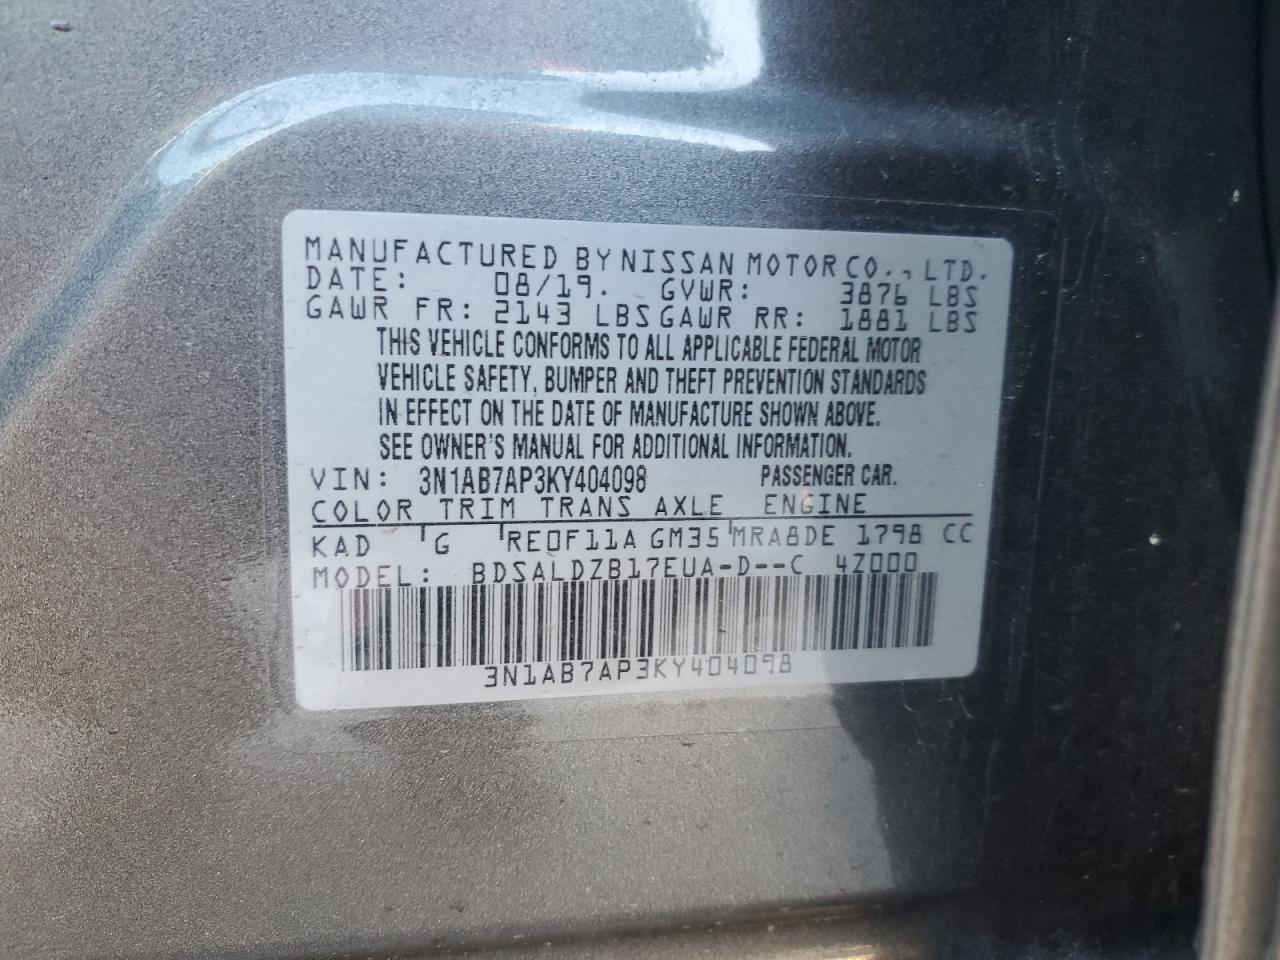 MANUFACTURED BY NISSAN MOTOR CO., LTD.
DATE: 08/19. GVWR: 3876 LBS
GAWR FR: 2143 LBS GAWR RR: 1881 LBS
THIS VEHICLE CONFORMS TO ALL APPLICABLE FEDERAL MOTOR
VEHICLE SAFETY, BUMPER AND THEFT PREVENTION STANDARDS
IN EFFECT ON THE DATE OF MANUFACTURE SHOWN ABOVE.
SEE OWNER'S MANUAL FOR ADDITIONAL INFORMATION.
VIN: 3N1AB7AP3KY404098 PASSENGER CAR.
COLOR TRIM TRANS AXLE ENGINE
KAD G RE0F11A GM35 MRA8DE 1798 CC
MODEL: BDSALDZB17EUA-D--C 4Z000
3N1AB7AP3KY404098